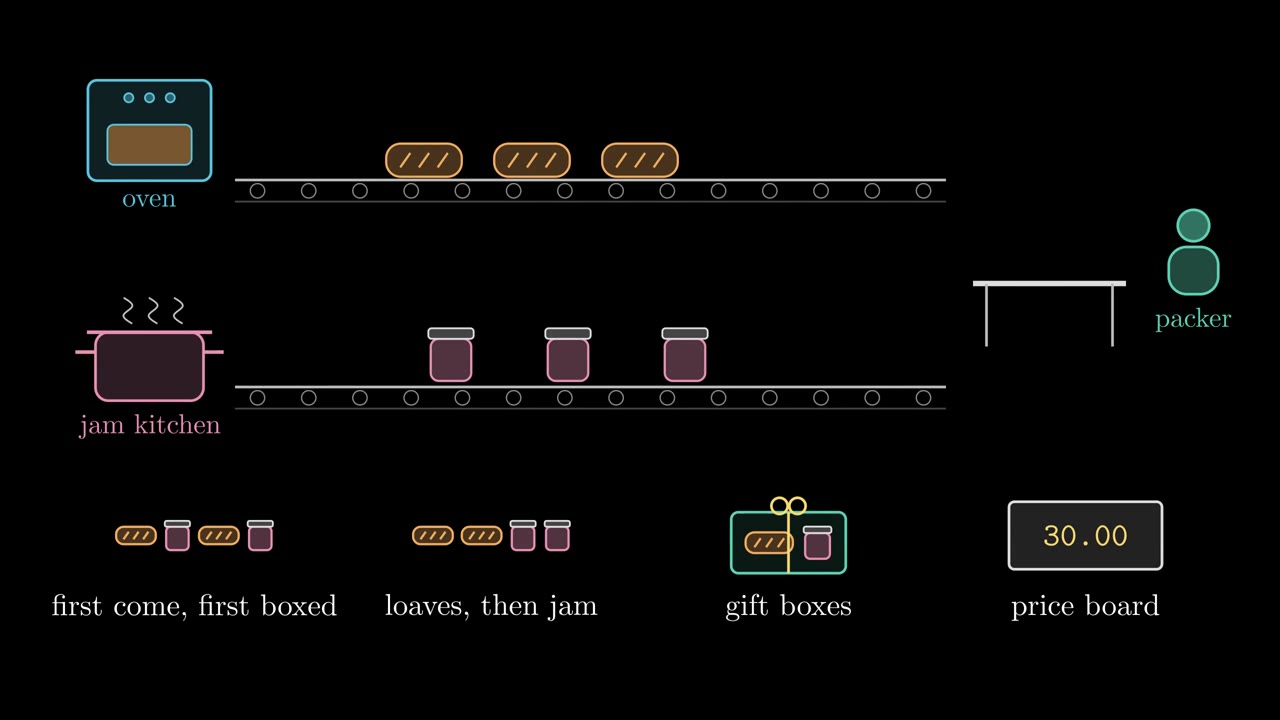 oven
packer
jam kitchen
30.00
first come, first boxed
loaves, then jam
gift boxes
price board